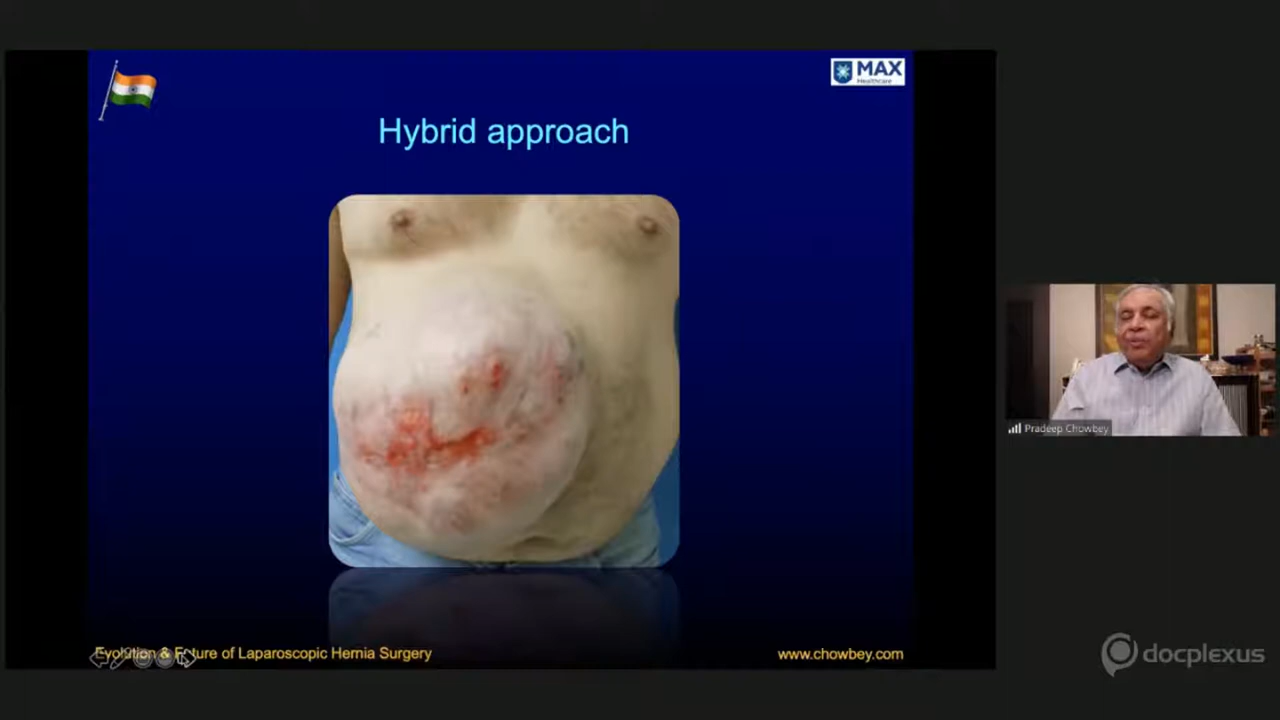 MAX
Healthcare
Hybrid approach
Pradeep Chowbey
Evolution & Future of Laparoscopic Hernia Surgery
www.chowbey.com
docplexus